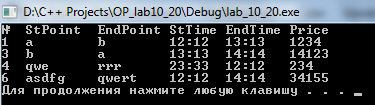 D:\C++ Projects\OP_lab10_20\Debug\lab_10_20.exe
№ StPoint EndPoint StTime EndTime Price
1 a b 12:12 13:13 1234
3 b a 13:13 14:14 14123
4 qwe rrr 23:33 12:12 234
6 asdfg qwert 12:12 14:14 34155
Для продолжения нажмите любую клавишу . . .